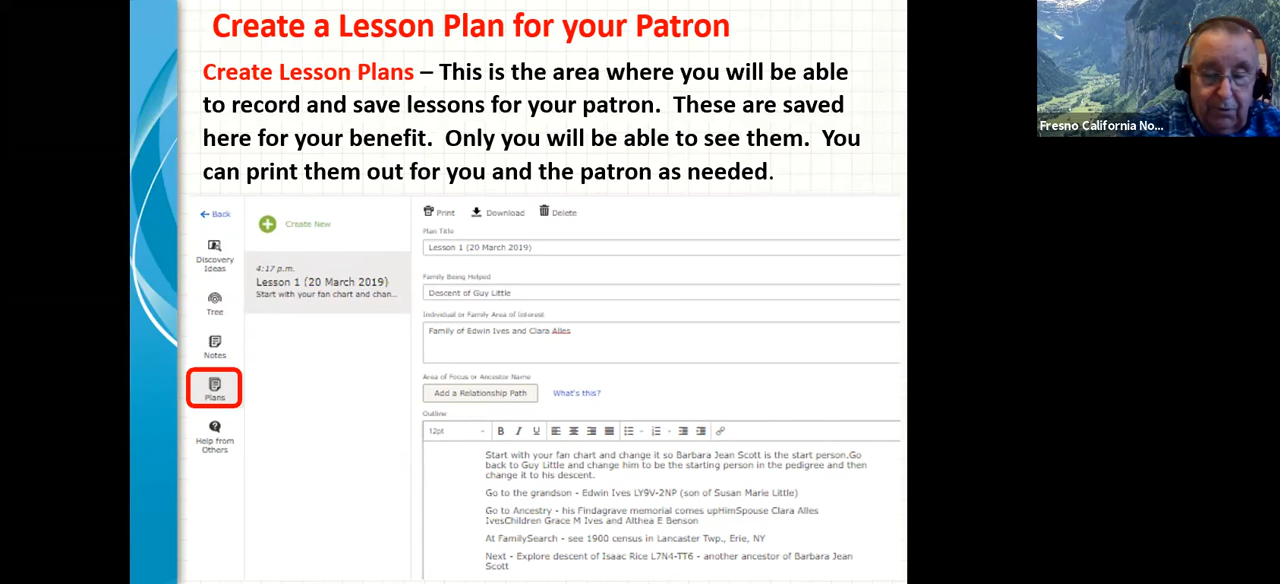 Create a Lesson Plan for your Patron
Create Lesson Plans – This is the area where you will be able
to record and save lessons for your patron. These are saved
here for your benefit. Only you will be able to see them. You
can print them out for you and the patron as needed.
Fresno California No...
Back
Discovery
Ideas
Tree
Notes
Plans
Help from
Others
Create New
4:17 p.m.
Lesson 1 (20 March 2019)
Start with your fan chart and chan...
Print Download Delete
Plan Title
Lesson 1 (20 March 2019)
Family Being Helped
Descent of Guy Little
Individual or Family Area of Interest
Family of Edwin Ives and Clara Alles
Area of Focus or Ancestor Name
Add a Relationship Path What's this?
Outline
12pt B I U
Start with your fan chart and change it so Barbara Jean Scott is the start person.Go
back to Guy Little and change him to be the starting person in the pedigree and then
change it to his descent.
Go to the grandson - Edwin Ives LY9V-2NP (son of Susan Marie Little)
Go to Ancestry - his Findagrave memorial comes upHimSpouse Clara Alles
IvesChildren Grace M Ives and Althea E Benson
At FamilySearch - see 1900 census in Lancaster Twp., Erie, NY
Next - Explore descent of Isaac Rice L7N4-TT6 - another ancestor of Barbara Jean
Scott